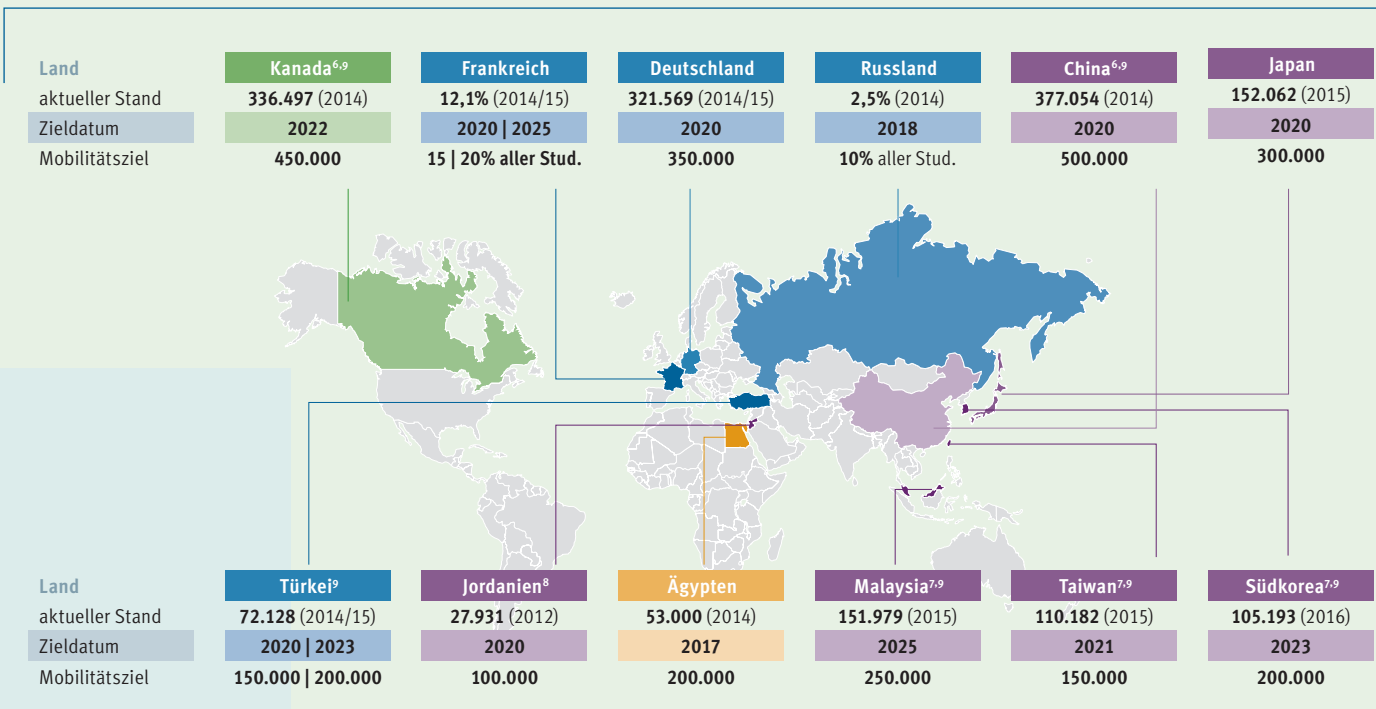 Land Kanada⁶,⁹ Frankreich Deutschland Russland China⁶,⁹ Japan
aktueller Stand 336.497 (2014) 12,1% (2014/15) 321.569 (2014/15) 2,5% (2014) 377.054 (2014) 152.062 (2015)
Zieldatum 2022 2020 | 2025 2020 2018 2020 2020
Mobilitätsziel 450.000 15 | 20% aller Stud. 350.000 10% aller Stud. 500.000 300.000
Land Türkei⁹ Jordanien⁸ Ägypten Malaysia⁷,⁹ Taiwan⁷,⁹ Südkorea⁷,⁹
aktueller Stand 72.128 (2014/15) 27.931 (2012) 53.000 (2014) 151.979 (2015) 110.182 (2015) 105.193 (2016)
Zieldatum 2020 | 2023 2020 2017 2025 2021 2023
Mobilitätsziel 150.000 | 200.000 100.000 200.000 250.000 150.000 200.000